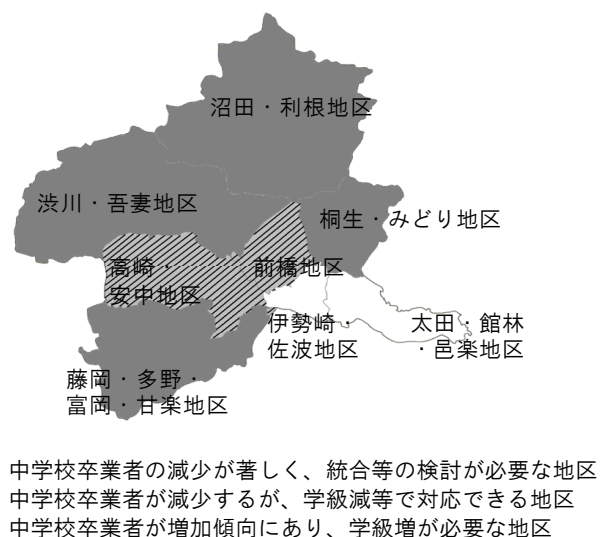 沼田・利根地区
渋川・吾妻地区
桐生・みどり地区
高崎・
安中地区
前橋地区
伊勢崎・
佐波地区
太田・館林
・邑楽地区
藤岡・多野・
富岡・甘楽地区
中学校卒業者の減少が著しく、統合等の検討が必要な地区
中学校卒業者が減少するが、学級減等で対応できる地区
中学校卒業者が増加傾向にあり、学級増が必要な地区